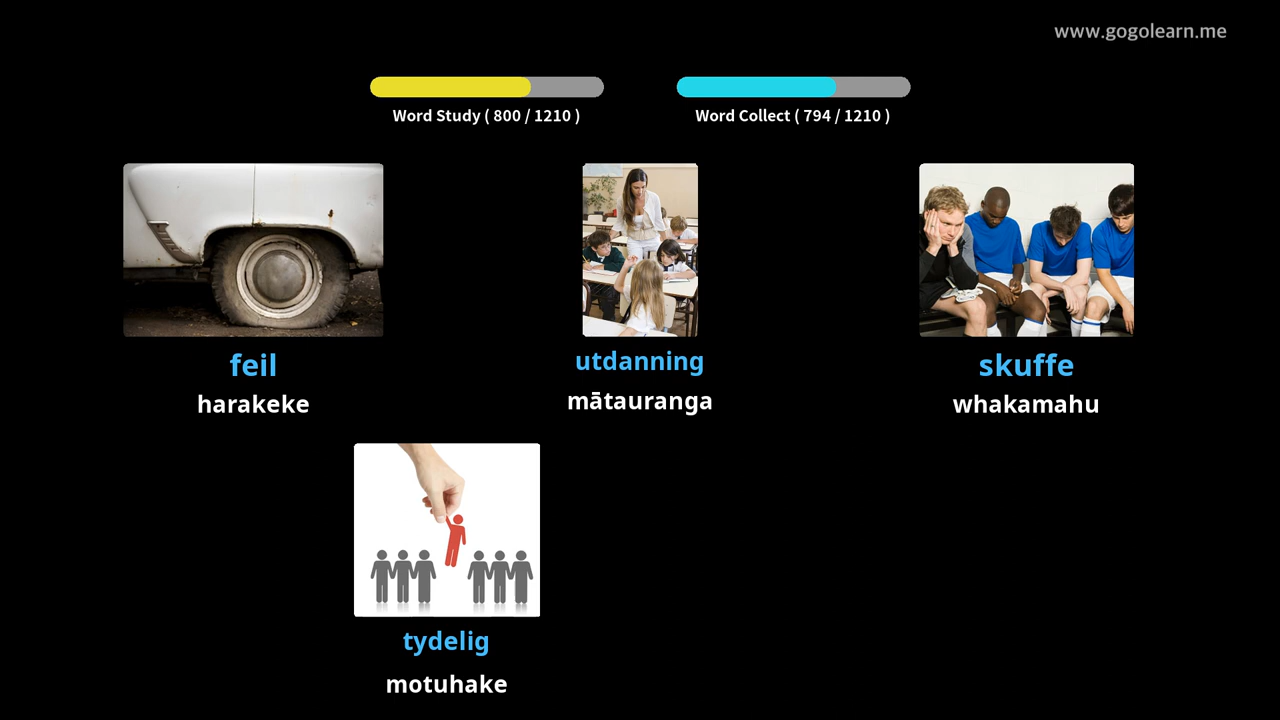 www.gogolearn.me
Word Study ( 800 / 1210 )
Word Collect ( 794 / 1210 )
feil
harakeke
utdanning
mātauranga
skuffe
whakamahu
tydelig
motuhake